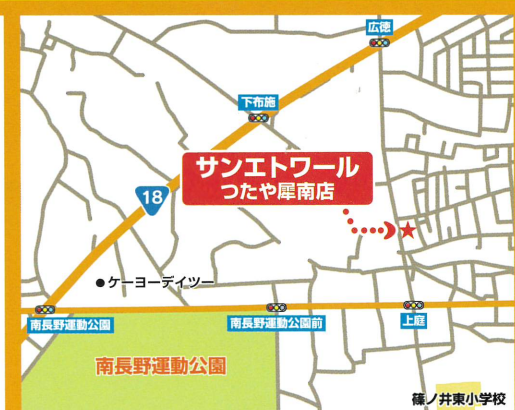 広徳
下布施
サンエトワール
つたや犀南店
18
ケーヨーデイツー
南長野運動公園
南長野運動公園前
上庭
南長野運動公園
篠ノ井東小学校